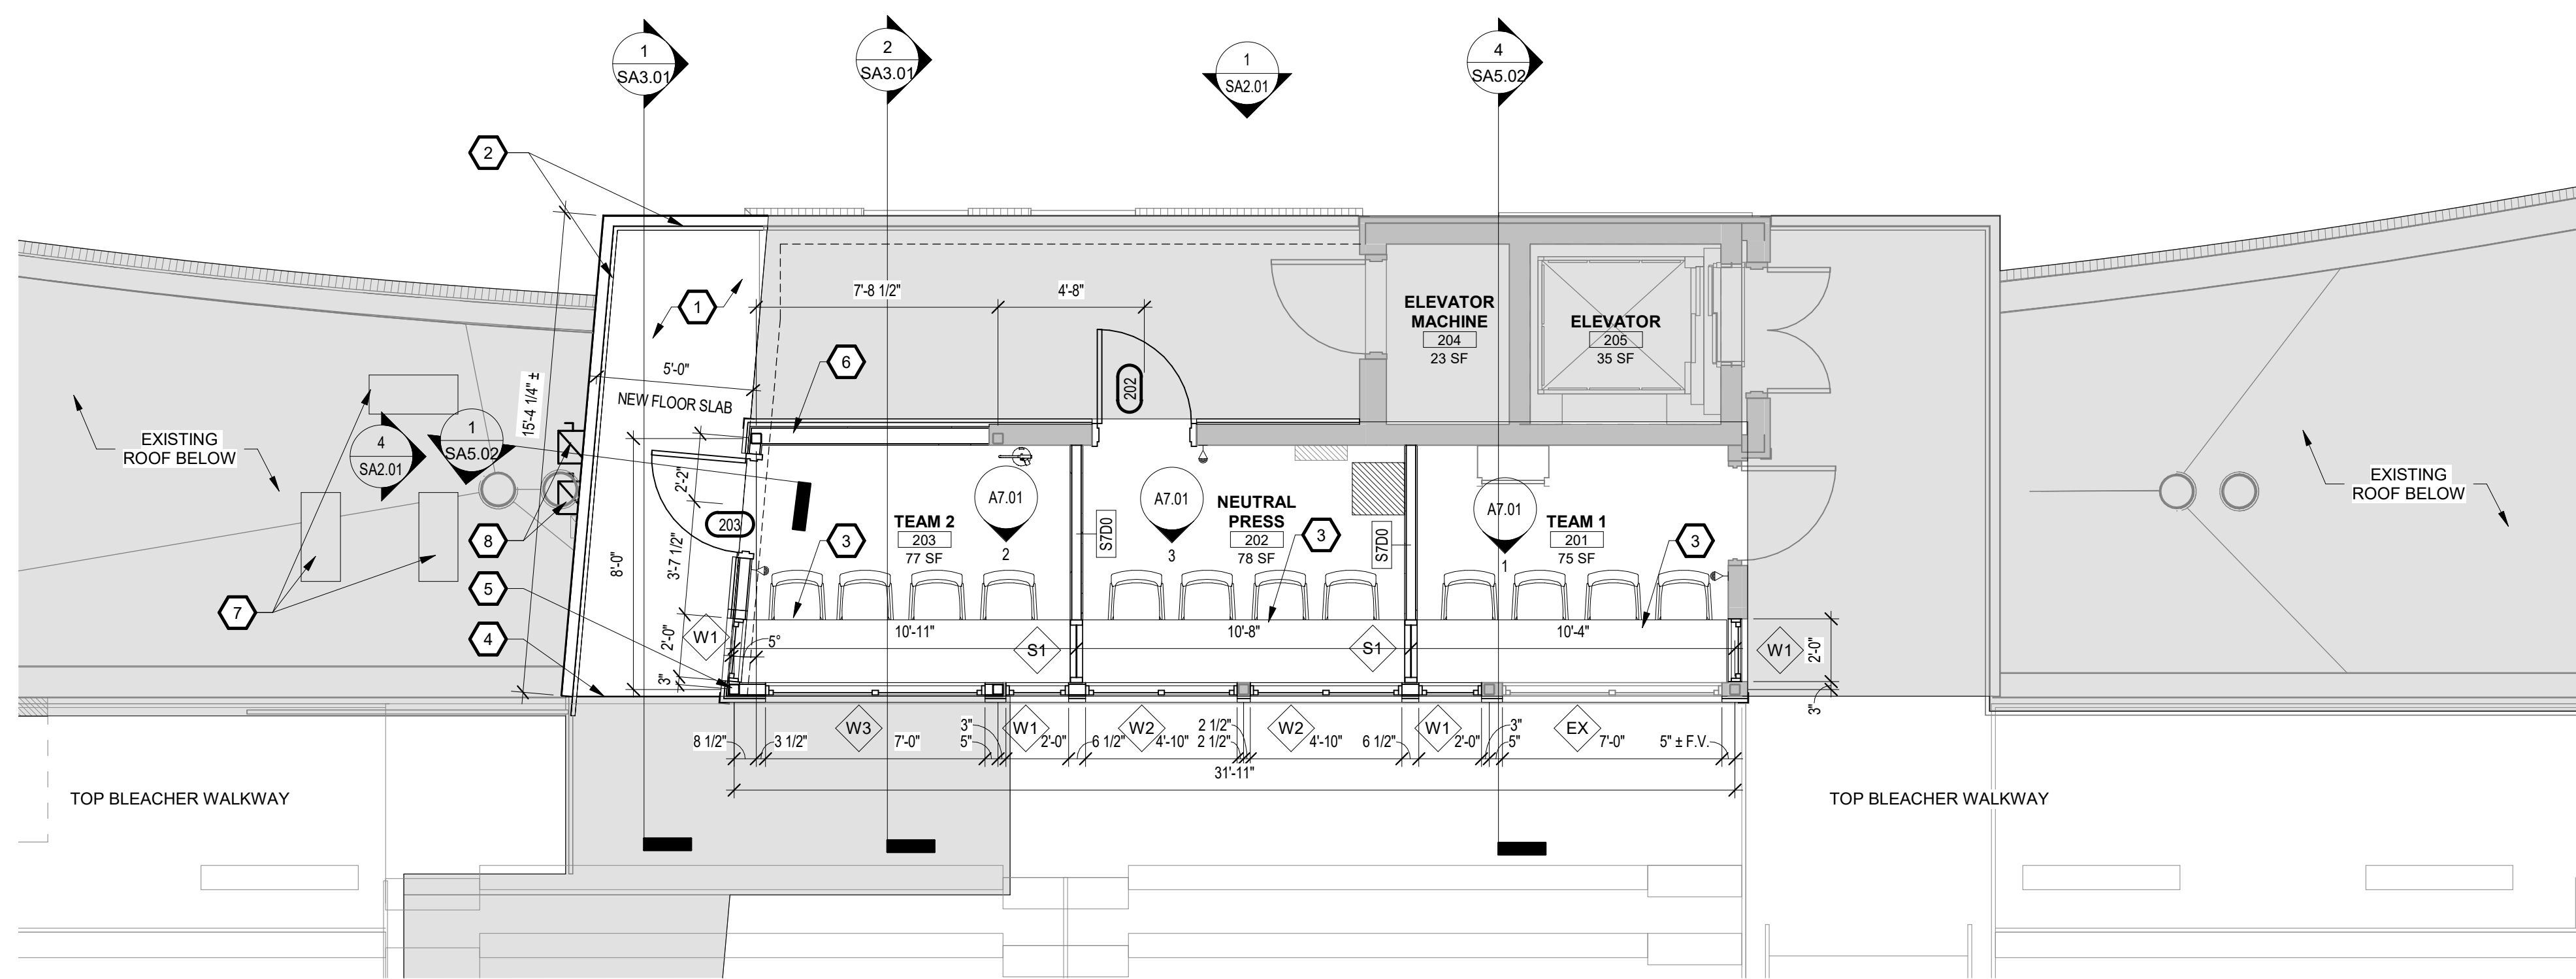 1
SA3.01
2
SA3.01
1
SA2.01
4
SA5.02
2
1
7'-8 1/2"
4'-8"
ELEVATOR
MACHINE
204
23 SF
ELEVATOR
205
35 SF
6
5'-0"
NEW FLOOR SLAB
202
15'-4 1/4" ±
EXISTING
ROOF BELOW
4
SA2.01
1
SA5.02
EXISTING
ROOF BELOW
2'-2"
203
3'-7 1/2"
8'-0"
2'-0"
3"
8
5
7
4
TEAM 2
203
77 SF
3
A7.01
2
S7D0
A7.01
3
NEUTRAL
PRESS
202
78 SF
3
S7D0
A7.01
1
TEAM 1
201
75 SF
3
W1
5°
10'-11"
S1
10'-8"
S1
10'-4"
W1
2'-0"
3"
8 1/2"
3 1/2"
W3
7'-0"
3"
5"
W1
2'-0"
6 1/2"
W2
4'-10"
2 1/2"
2 1/2"
W2
4'-10"
6 1/2"
W1
2'-0"
3"
5"
EX
7'-0"
5" ± F.V.
31'-11"
TOP BLEACHER WALKWAY
TOP BLEACHER WALKWAY